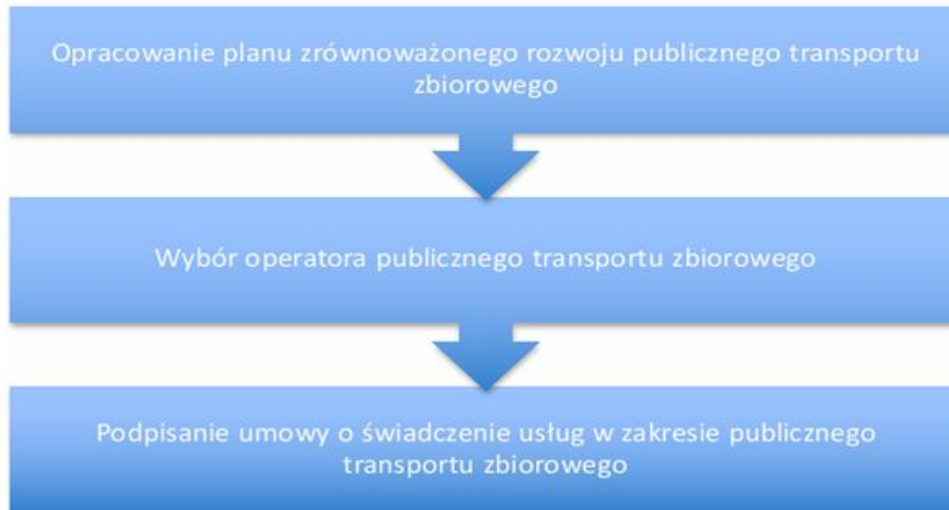 Opracowanie planu zrównoważonego rozwoju publicznego transportu
zbiorowego
Wybór operatora publicznego transportu zbiorowego
Podpisanie umowy o świadczenie usług w zakresie publicznego
transportu zbiorowego